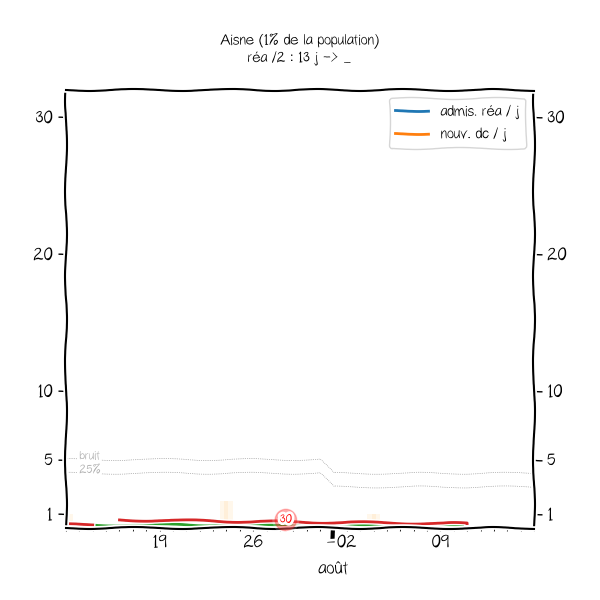 Aisne (1% de la population)
réa /2 : 13 j -> _
admis. réa / j
nouv. dc / j
30 30
20 20
10 10
5 5
1 1
bruit
25%
30
19 26 02 09
août